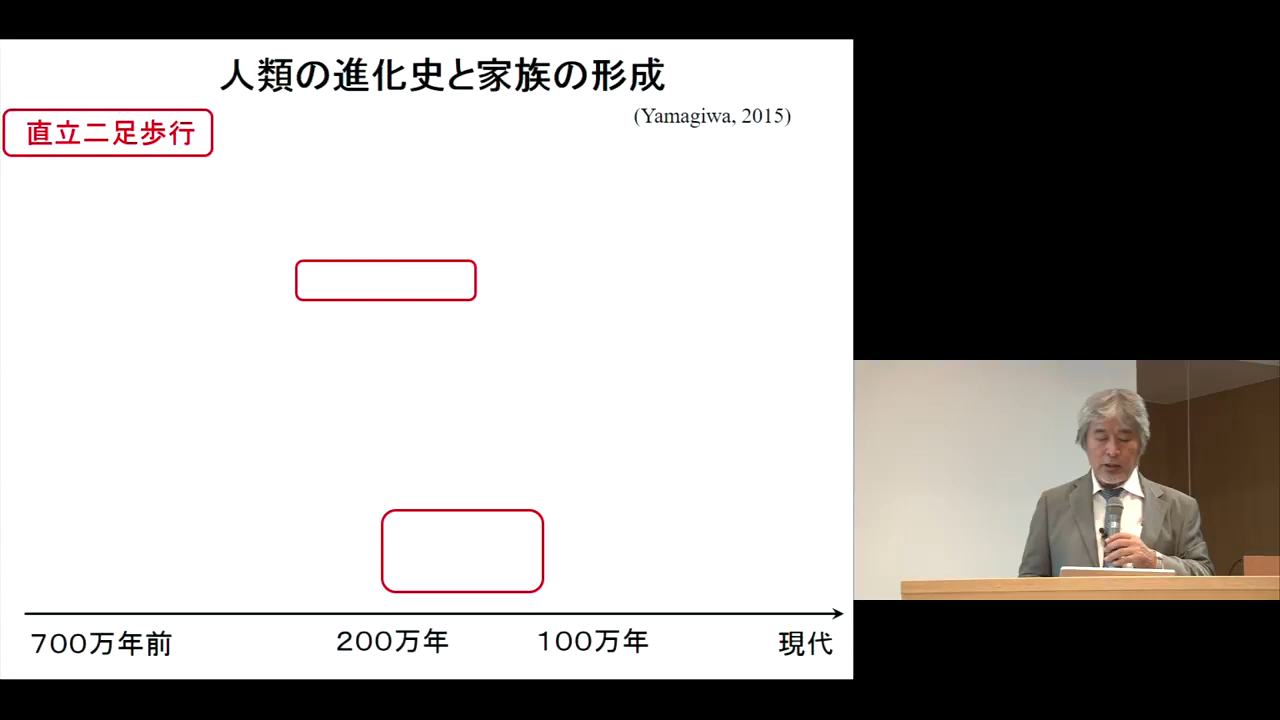 人類の進化史と家族の形成
(Yamagiwa, 2015)
直立二足歩行
700万年前
200万年
100万年
現代